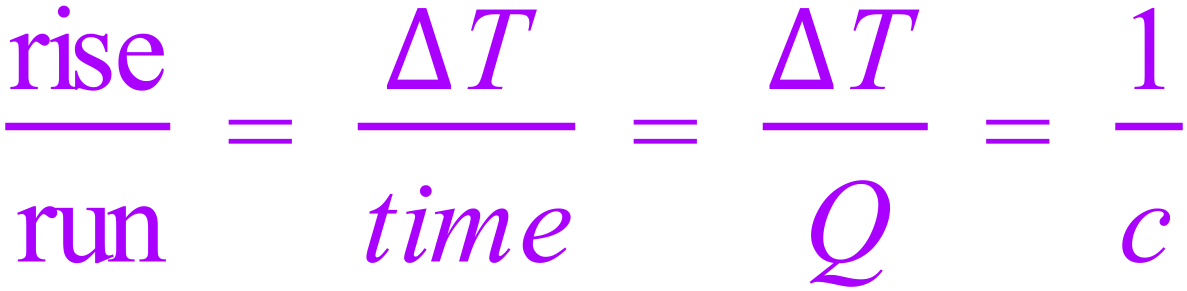 rise/run = ΔT/time = ΔT/Q = 1/c